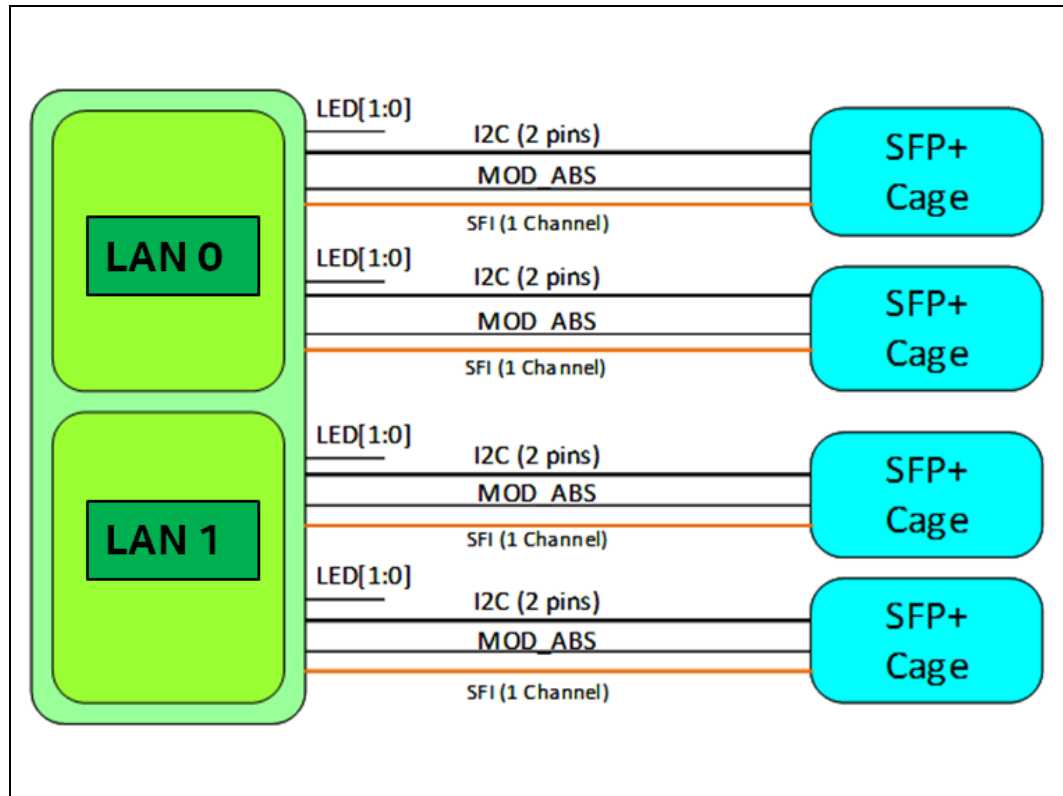 LED[1:0]
I2C (2 pins)
MOD_ABS
SFI (1 Channel)
SFP+
Cage
LAN 0
LED[1:0]
I2C (2 pins)
MOD_ABS
SFI (1 Channel)
SFP+
Cage
LED[1:0]
I2C (2 pins)
MOD_ABS
SFI (1 Channel)
SFP+
Cage
LAN 1
LED[1:0]
I2C (2 pins)
MOD_ABS
SFI (1 Channel)
SFP+
Cage